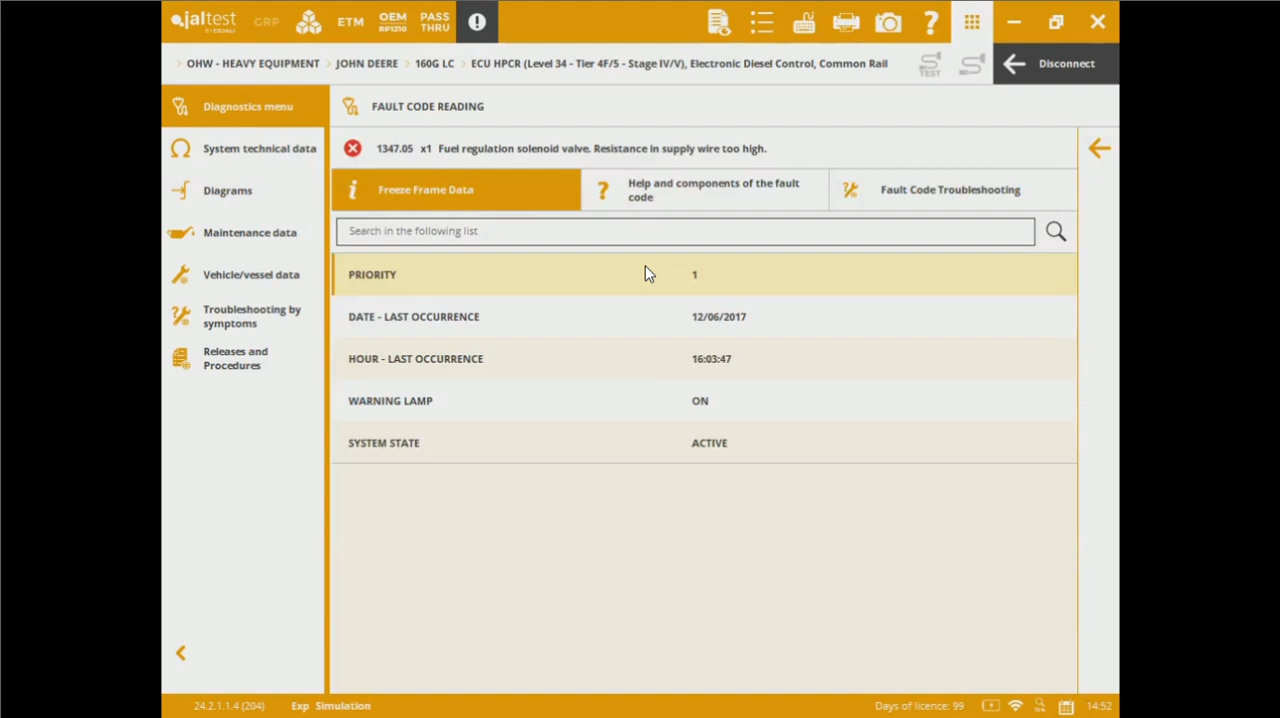 jaltest
BY COJALI
GRP
ETM
OEM
RP1210
PASS
THRU
OHW - HEAVY EQUIPMENT
JOHN DEERE
160G LC
ECU HPCR (Level 34 - Tier 4F/5 - Stage IV/V), Electronic Diesel Control, Common Rail
TEST
Disconnect
Diagnostics menu
System technical data
Diagrams
Maintenance data
Vehicle/vessel data
Troubleshooting by
symptoms
Releases and
Procedures
FAULT CODE READING
1347.05 x1 Fuel regulation solenoid valve. Resistance in supply wire too high.
Freeze Frame Data
Help and components of the fault
code
Fault Code Troubleshooting
Search in the following list
PRIORITY 1
DATE - LAST OCCURRENCE 12/06/2017
HOUR - LAST OCCURRENCE 16:03:47
WARNING LAMP ON
SYSTEM STATE ACTIVE
24.2.1.1.4 (204)
Exp Simulation
Days of licence: 99
14:52